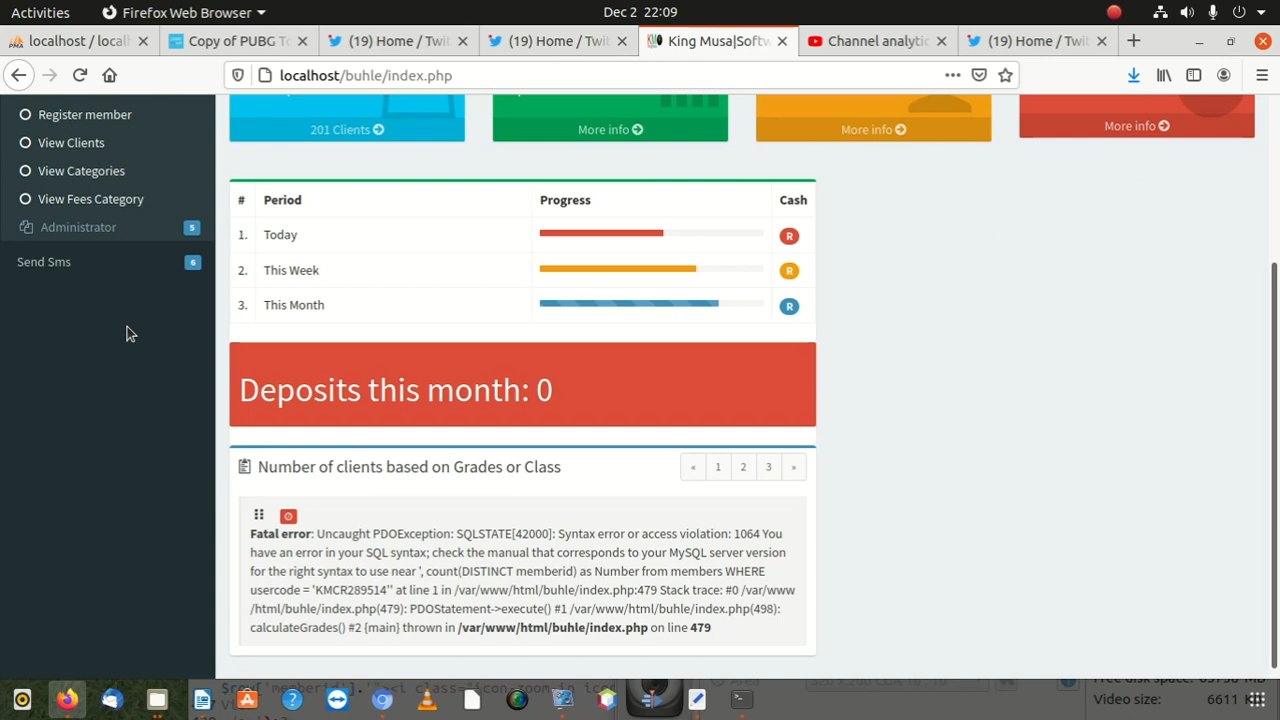 Activities Firefox Web Browser Dec 2 22:09
localhost / local Copy of PUBG To (19) Home / Twit (19) Home / Twit King Musa|Softw Channel analytic (19) Home / Twit
localhost/buhle/index.php
Register member
View Clients
View Categories
View Fees Category
Administrator 5
Send Sms 6
201 Clients More info More info More info
# Period Progress Cash
1. Today R
2. This Week R
3. This Month R
Deposits this month: 0
Number of clients based on Grades or Class « 1 2 3 »
Fatal error: Uncaught PDOException: SQLSTATE[42000]: Syntax error or access violation: 1064 You
have an error in your SQL syntax; check the manual that corresponds to your MySQL server version
for the right syntax to use near ', count(DISTINCT memberid) as Number from members WHERE
usercode = 'KMCR289514'' at line 1 in /var/www/html/buhle/index.php:479 Stack trace: #0 /var/www
/html/buhle/index.php(479): PDOStatement->execute() #1 /var/www/html/buhle/index.php(498):
calculateGrades() #2 {main} thrown in /var/www/html/buhle/index.php on line 479
Video size: 6611